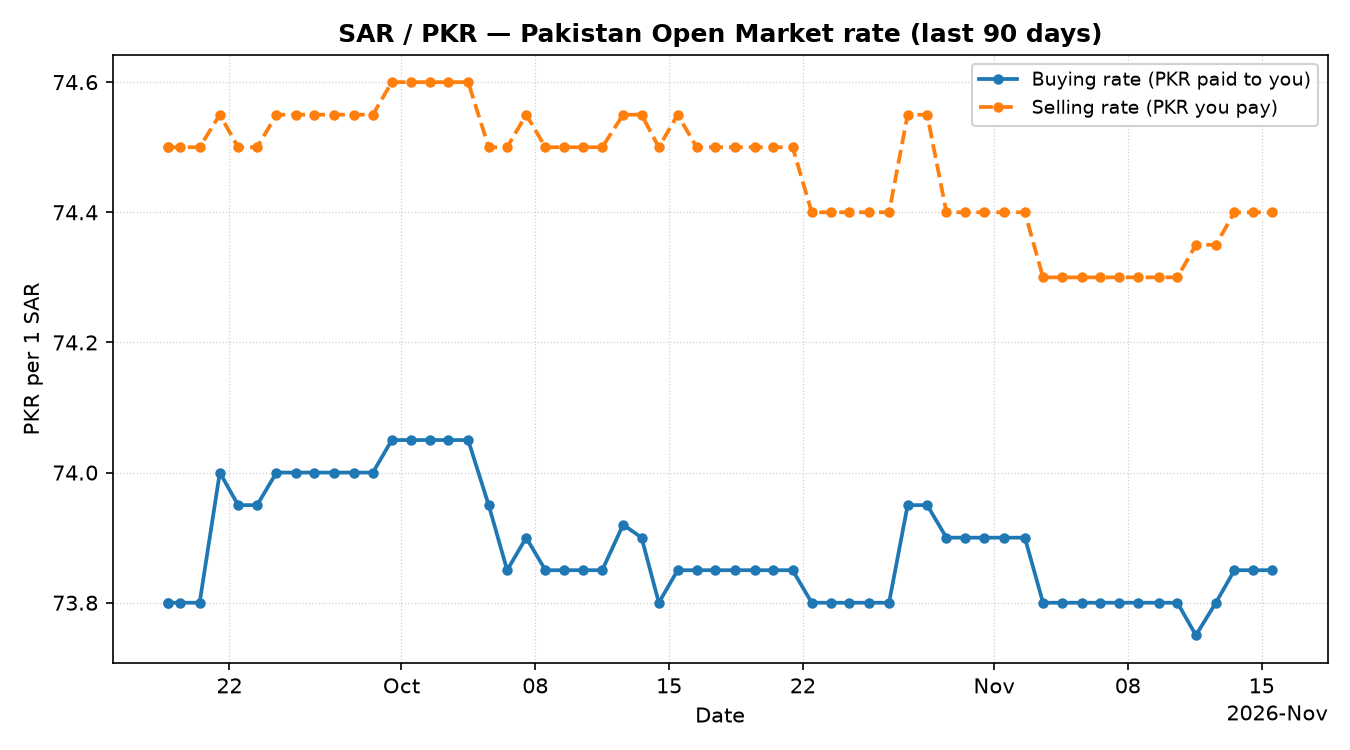 SAR / PKR — Pakistan Open Market rate (last 90 days)
Buying rate (PKR paid to you)
Selling rate (PKR you pay)
PKR per 1 SAR
74.6
74.4
74.2
74.0
73.8
22
Oct
08
15
22
Nov
08
15
Date
2026-Nov